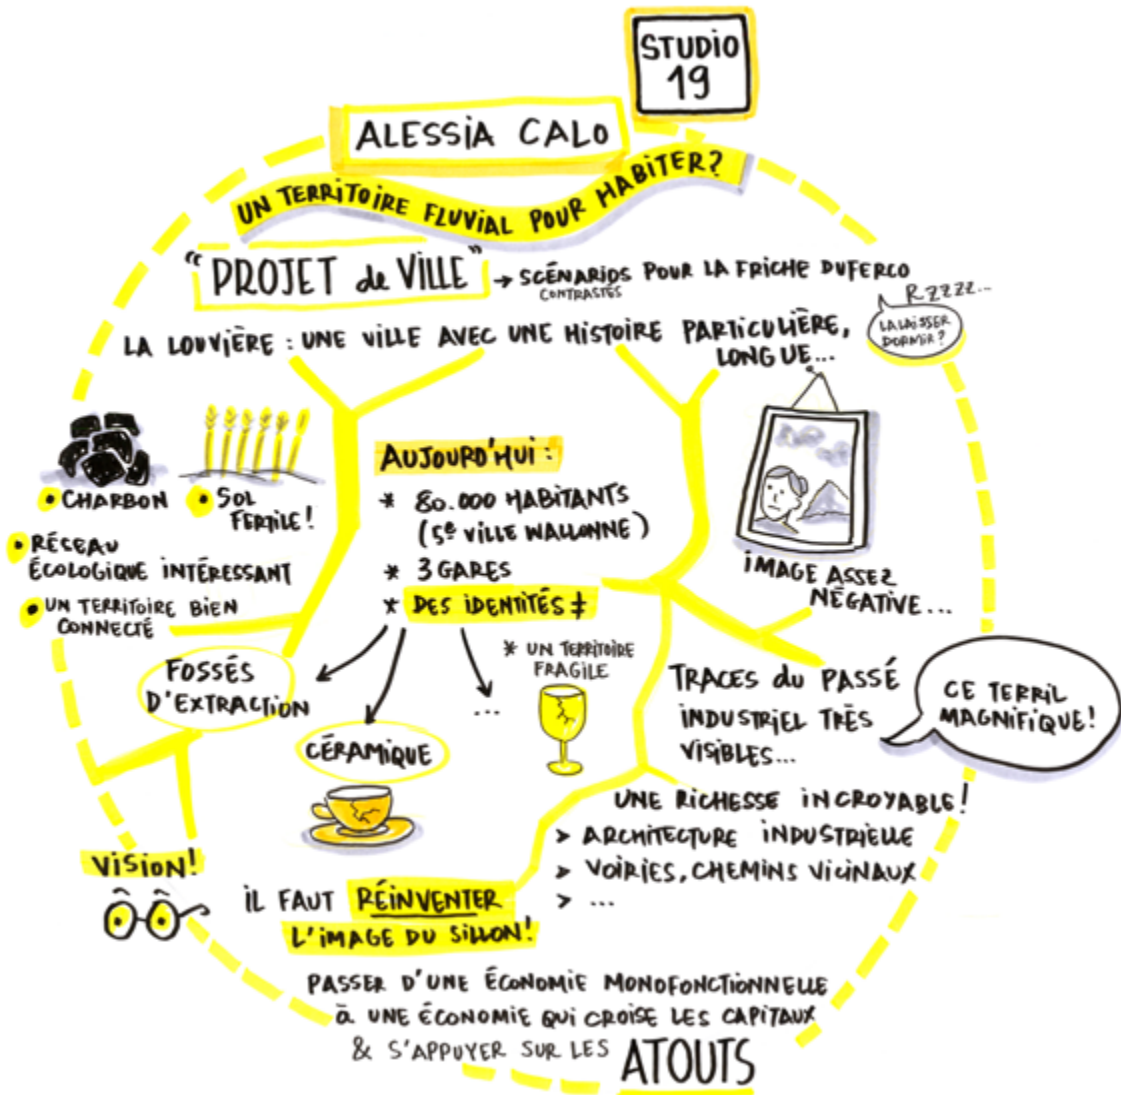 STUDIO
19
ALESSIA CALO
UN TERRITOIRE FLUVIAL POUR HABITER?
"PROJET de VILLE" → SCÉNARIOS POUR LA FRICHE DUFERCO
CONTRASTÉS
RZZZZ...
LA LAISSER
DORMIR?
LA LOUVIÈRE : UNE VILLE AVEC UNE HISTOIRE PARTICULIÈRE,
LONGUE...
• CHARBON
• SOL
FERTILE!
• RÉSEAU
ÉCOLOGIQUE INTÉRESSANT
• UN TERRITOIRE BIEN
CONNECTÉ
AUJOURD'HUI :
* 80.000 HABITANTS
(5e VILLE WALLONNE)
* 3 GARES
* DES IDENTITÉS ≠
IMAGE ASSEZ
NÉGATIVE...
FOSSÉS
D'EXTRACTION
CÉRAMIQUE
...
* UN TERRITOIRE
FRAGILE
TRACES du PASSÉ
INDUSTRIEL TRÈS
VISIBLES...
CE TERRIL
MAGNIFIQUE!
UNE RICHESSE INCROYABLE!
> ARCHITECTURE INDUSTRIELLE
> VOIRIES, CHEMINS VICINAUX
> ...
VISION!
IL FAUT RÉINVENTER
L'IMAGE DU SILLON!
PASSER D'UNE ÉCONOMIE MONOFONCTIONNELLE
à UNE ÉCONOMIE QUI CROISE LES CAPITAUX
& S'APPUYER SUR LES ATOUTS